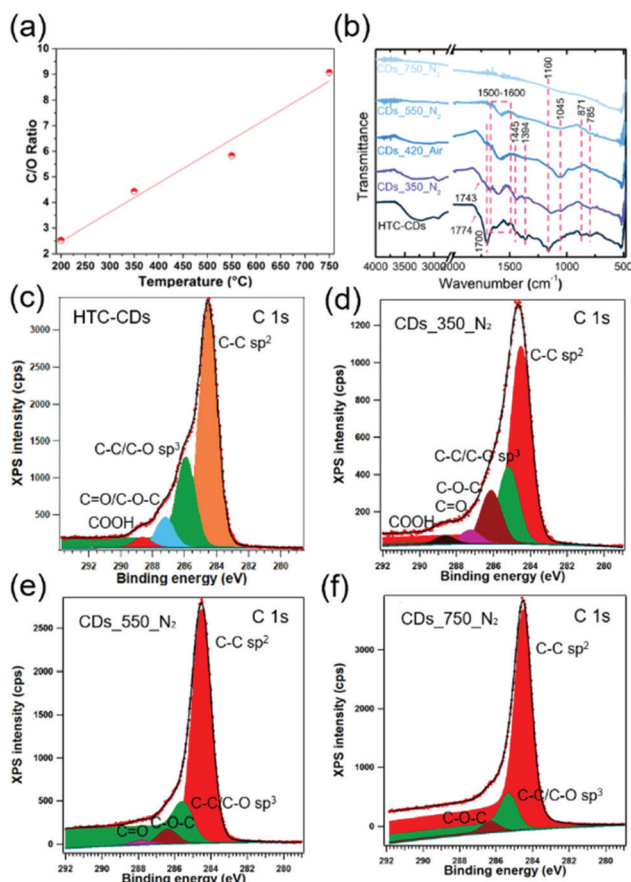 (a)
C/O Ratio
10
9
8
7
6
5
4
3
2
200 250 300 350 400 450 500 550 600 650 700 750
Temperature (°C)
(b)
Transmittance
CDs_750_N₂
CDs_550_N₂
CDs_420_Air
CDs_350_N₂
HTC-CDs
1500-1600
1160
1445
1394
1045
871
785
1743
1774
1700
4000 3500 3000 2000 1500 1000 500
Wavenumber (cm⁻¹)
(c)
HTC-CDs
C 1s
C-C sp²
C-C/C-O sp³
C=O/C-O-C
COOH
XPS intensity (cps)
3000
2000
1500
1000
500
292 290 288 286 284 282 280
Binding energy (eV)
(d)
CDs_350_N₂
C 1s
C-C sp²
C-C/C-O sp³
C-O-C
C=O
COOH
XPS intensity (cps)
1200
1000
800
600
400
200
292 290 288 286 284 282 280
Binding energy (eV)
(e)
CDs_550_N₂
C 1s
C-C sp²
C-C/C-O sp³
C-O-C
C=O
XPS intensity (cps)
2500
2000
1500
1000
500
0
292 290 288 286 284 282 280
Binding energy (eV)
(f)
CDs_750_N₂
C 1s
C-C sp²
C-C/C-O sp³
C-O-C
XPS intensity (cps)
3000
2000
1000
0
292 290 288 286 284 282 280
Binding energy (eV)